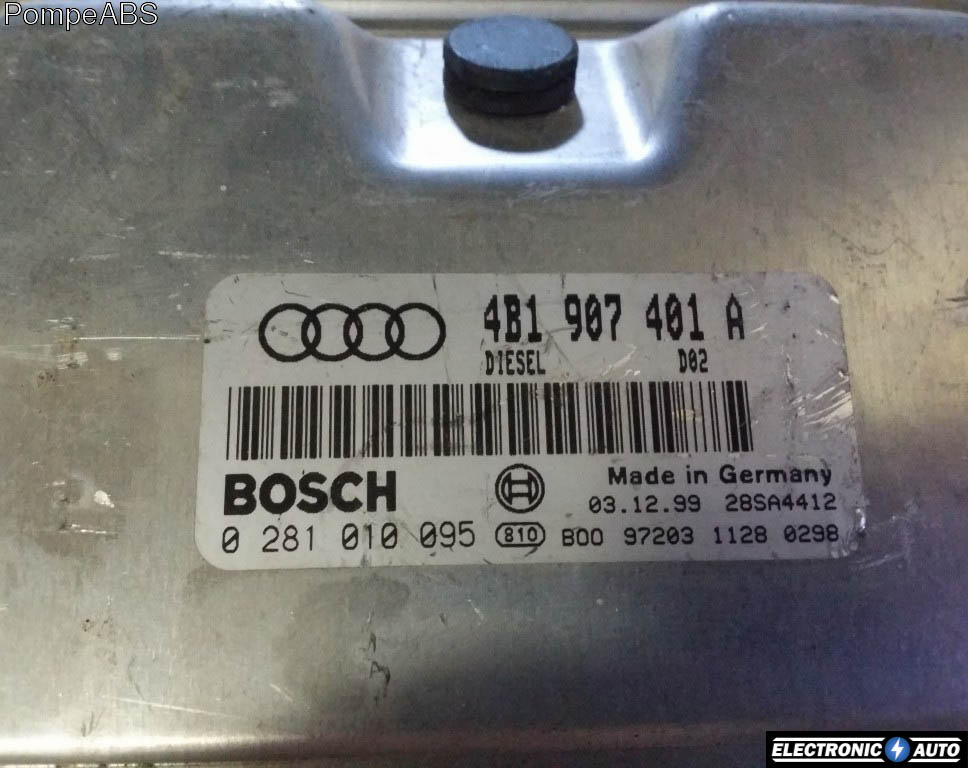 PompeABS
4B1 907 401 A
DIESEL D02
BOSCH
Made in Germany
03.12.99 28SA4412
0 281 010 095 810 B00 97203 1128 0298
ELECTRONIC AUTO